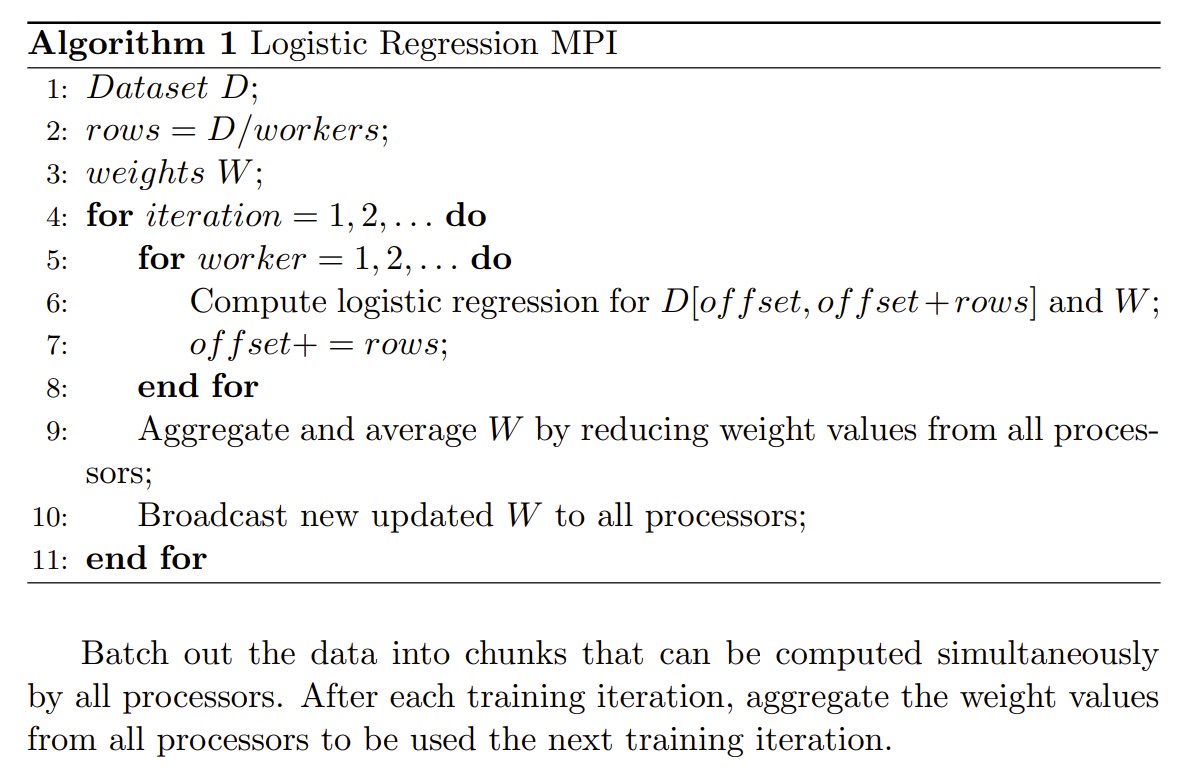 Algorithm 1 Logistic Regression MPI
1: Dataset D;
2: rows = D/workers;
3: weights W;
4: for iteration = 1, 2, . . . do
5: for worker = 1, 2, . . . do
6: Compute logistic regression for D[offset, offset+rows] and W;
7: offset+ = rows;
8: end for
9: Aggregate and average W by reducing weight values from all proces-
sors;
10: Broadcast new updated W to all processors;
11: end for
Batch out the data into chunks that can be computed simultaneously
by all processors. After each training iteration, aggregate the weight values
from all processors to be used the next training iteration.